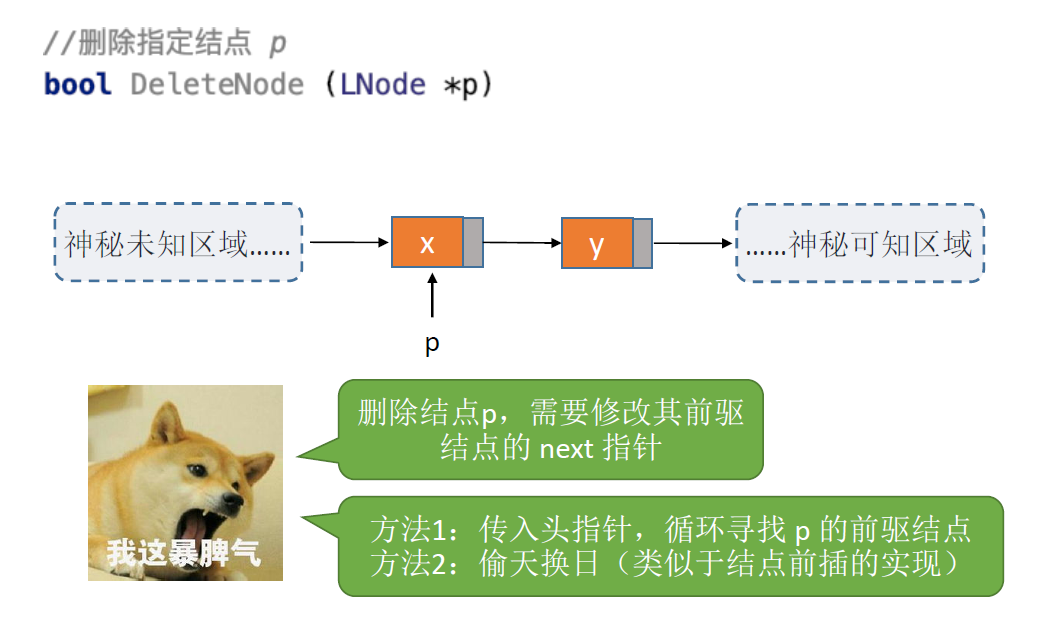 //删除指定结点 p
bool DeleteNode (LNode *p)
神秘未知区域……
x
y
……神秘可知区域
p
删除结点p，需要修改其前驱
结点的 next 指针
我这暴脾气
方法1：传入头指针，循环寻找 p 的前驱结点
方法2：偷天换日（类似于结点前插的实现）